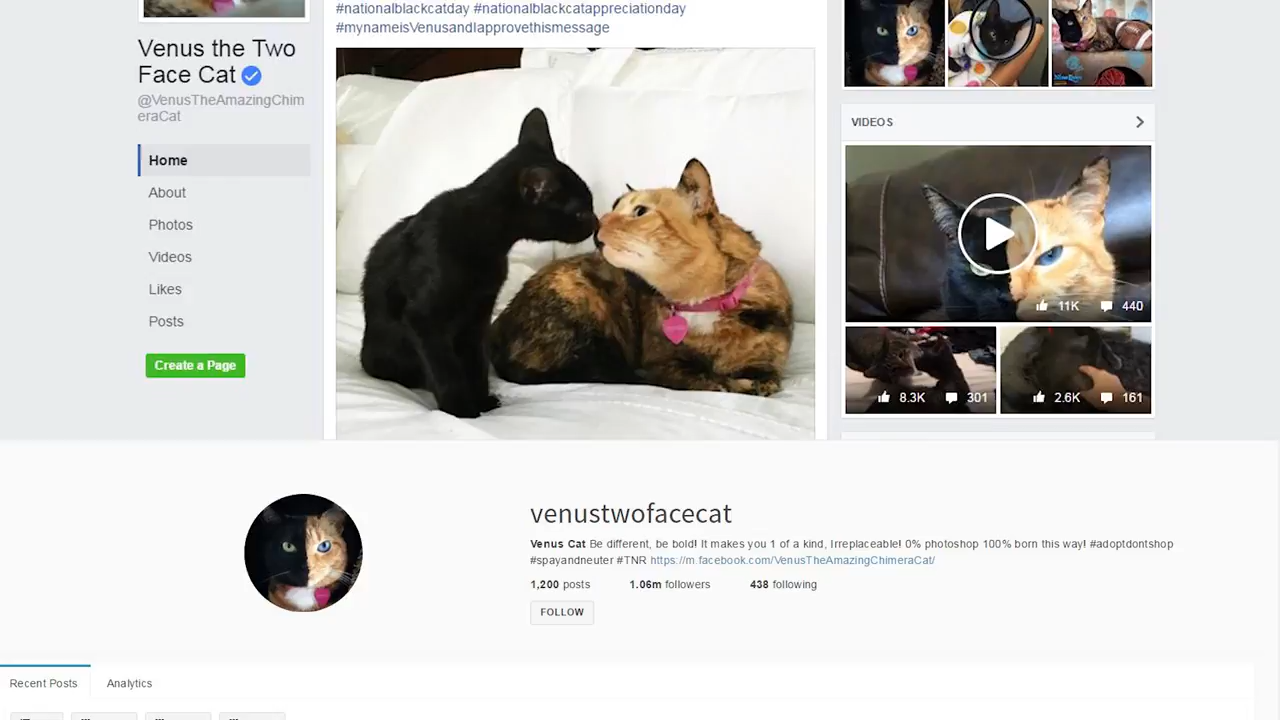 #nationalblackcatday #nationalblackcatappreciationday
#mynameisVenusandIapprovethismessage
Venus the Two
Face Cat
@VenusTheAmazingChim
eraCat
Home
About
Photos
Videos
Likes
Posts
Create a Page
VIDEOS
11K 440
8.3K 301
2.6K 161
venustwofacecat
Venus Cat Be different, be bold! It makes you 1 of a kind, Irreplaceable! 0% photoshop 100% born this way! #adoptdontshop
#spayandneuter #TNR https://m.facebook.com/VenusTheAmazingChimeraCat/
1,200 posts 1.06m followers 438 following
FOLLOW
Recent Posts Analytics